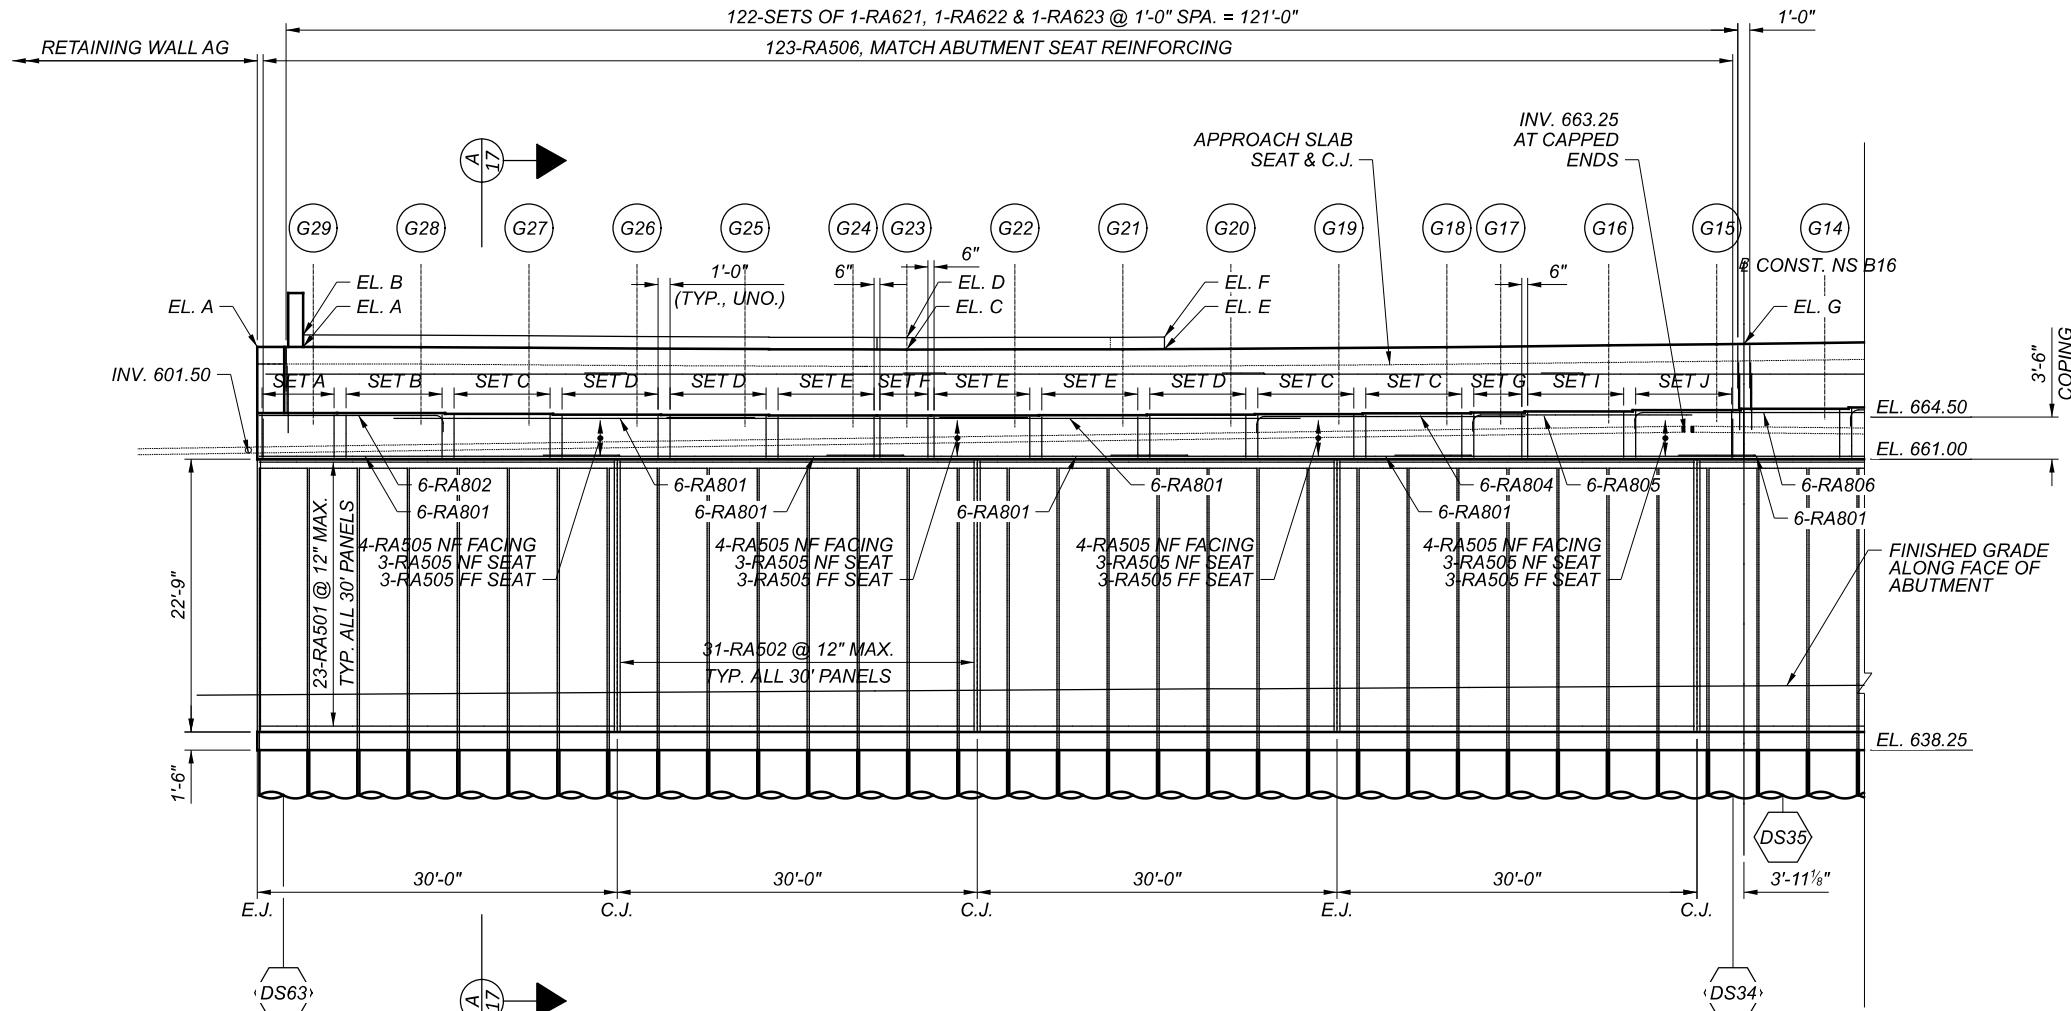 122-SETS OF 1-RA621, 1-RA622 & 1-RA623 @ 1'-0" SPA. = 121'-0"
1'-0"
RETAINING WALL AG
123-RA506, MATCH ABUTMENT SEAT REINFORCING
A
17
APPROACH SLAB
SEAT & C.J.
INV. 663.25
AT CAPPED
ENDS
G29
G28
G27
G26
G25
G24
G23
G22
G21
G20
G19
G18
G17
G16
G15
G14
EL. A
EL. B
EL. A
1'-0"
(TYP., UNO.)
6"
6"
EL. D
EL. C
EL. F
EL. E
6"
CONST. NS B16
EL. G
3'-6"
COPING
INV. 601.50
SET A
SET B
SET C
SET D
SET D
SET E
SET F
SET E
SET E
SET D
SET C
SET C
SET G
SET I
SET J
EL. 664.50
EL. 661.00
6-RA802
6-RA801
6-RA801
6-RA801
6-RA801
6-RA801
6-RA804
6-RA801
6-RA805
6-RA806
6-RA801
22'-9"
23-RA501 @ 12" MAX.
TYP. ALL 30' PANELS
4-RA505 NF FACING
3-RA505 NF SEAT
3-RA505 FF SEAT
4-RA505 NF FACING
3-RA505 NF SEAT
3-RA505 FF SEAT
4-RA505 NF FACING
3-RA505 NF SEAT
3-RA505 FF SEAT
4-RA505 NF FACING
3-RA505 NF SEAT
3-RA505 FF SEAT
FINISHED GRADE
ALONG FACE OF
ABUTMENT
31-RA502 @ 12" MAX.
TYP. ALL 30' PANELS
EL. 638.25
1'-6"
DS35
30'-0"
30'-0"
30'-0"
30'-0"
3'-11⅛"
E.J.
C.J.
C.J.
E.J.
C.J.
DS63
A
17
DS34